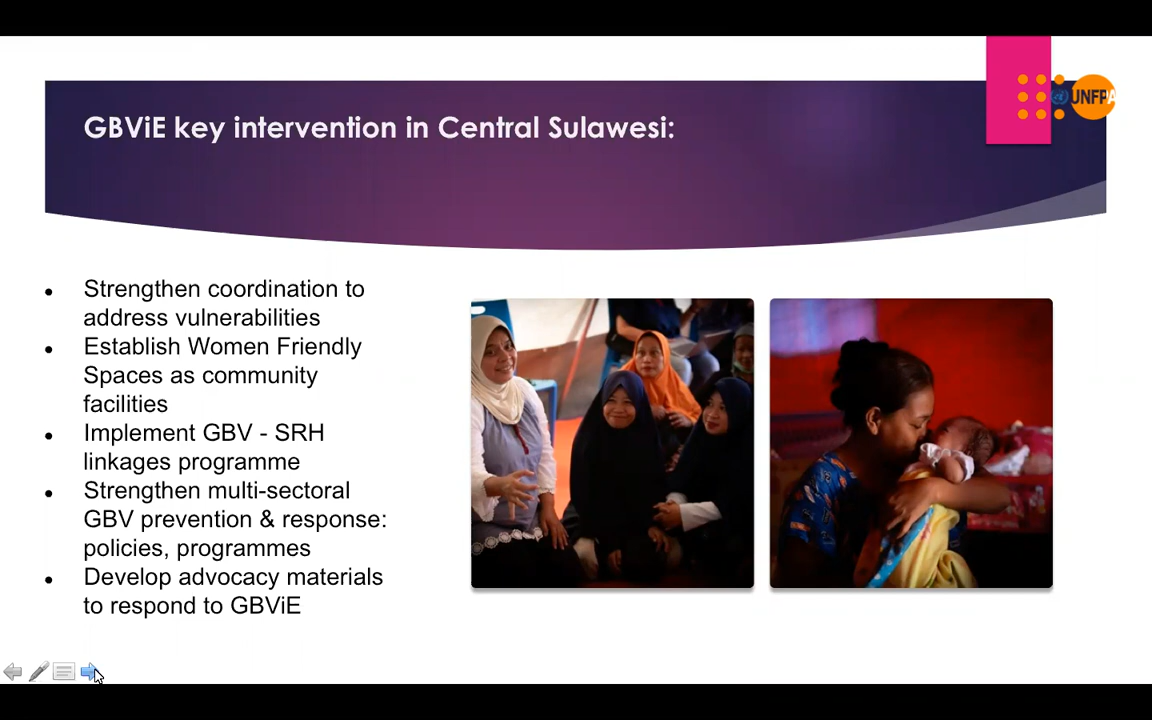 GBViE key intervention in Central Sulawesi:
UNFPA
● Strengthen coordination to
address vulnerabilities
● Establish Women Friendly
Spaces as community
facilities
● Implement GBV - SRH
linkages programme
● Strengthen multi-sectoral
GBV prevention & response:
policies, programmes
● Develop advocacy materials
to respond to GBViE